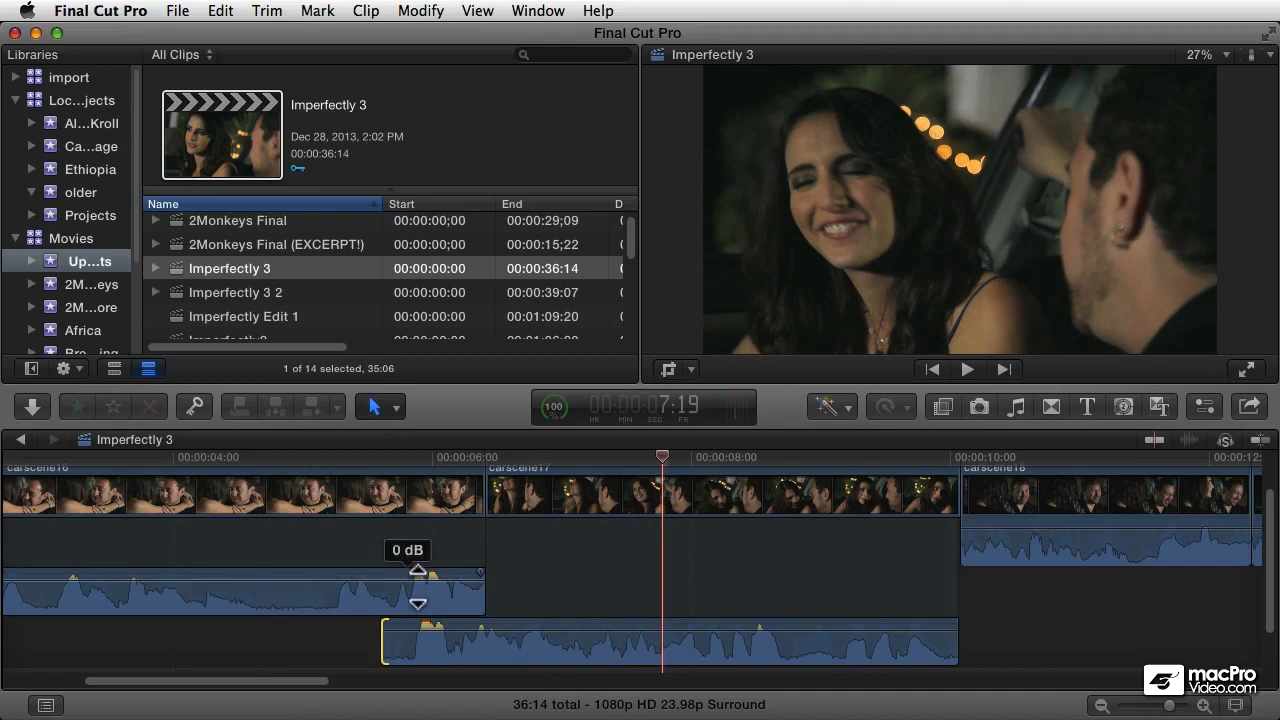 Final Cut Pro File Edit Trim Mark Clip Modify View Window Help
Final Cut Pro
Libraries
All Clips
Imperfectly 3
27%
import
Loc...jects
Al...Kroll
Ca...age
Ethiopia
older
Projects
Movies
Up...ts
2M...eys
2M...ore
Africa
Bro...ing
Imperfectly 3
Dec 28, 2013, 2:02 PM
00:00:36:14
Name Start End D
2Monkeys Final 00:00:00;00 00:00:29;09
2Monkeys Final (EXCERPT!) 00:00:00;00 00:00:15;22
Imperfectly 3 00:00:00:00 00:00:36:14
Imperfectly 3 2 00:00:00:00 00:00:39:07
Imperfectly Edit 1 00:00:00:00 00:01:09:20
1 of 14 selected, 35:06
100
%
00:00:07:19
HR MIN SEC FR
Imperfectly 3
00:00:04:00 00:00:06:00 00:00:08:00 00:00:10:00 00:00:12:
carscene16 carscene17 carscene18
0 dB
macPro
Video.com
36:14 total - 1080p HD 23.98p Surround